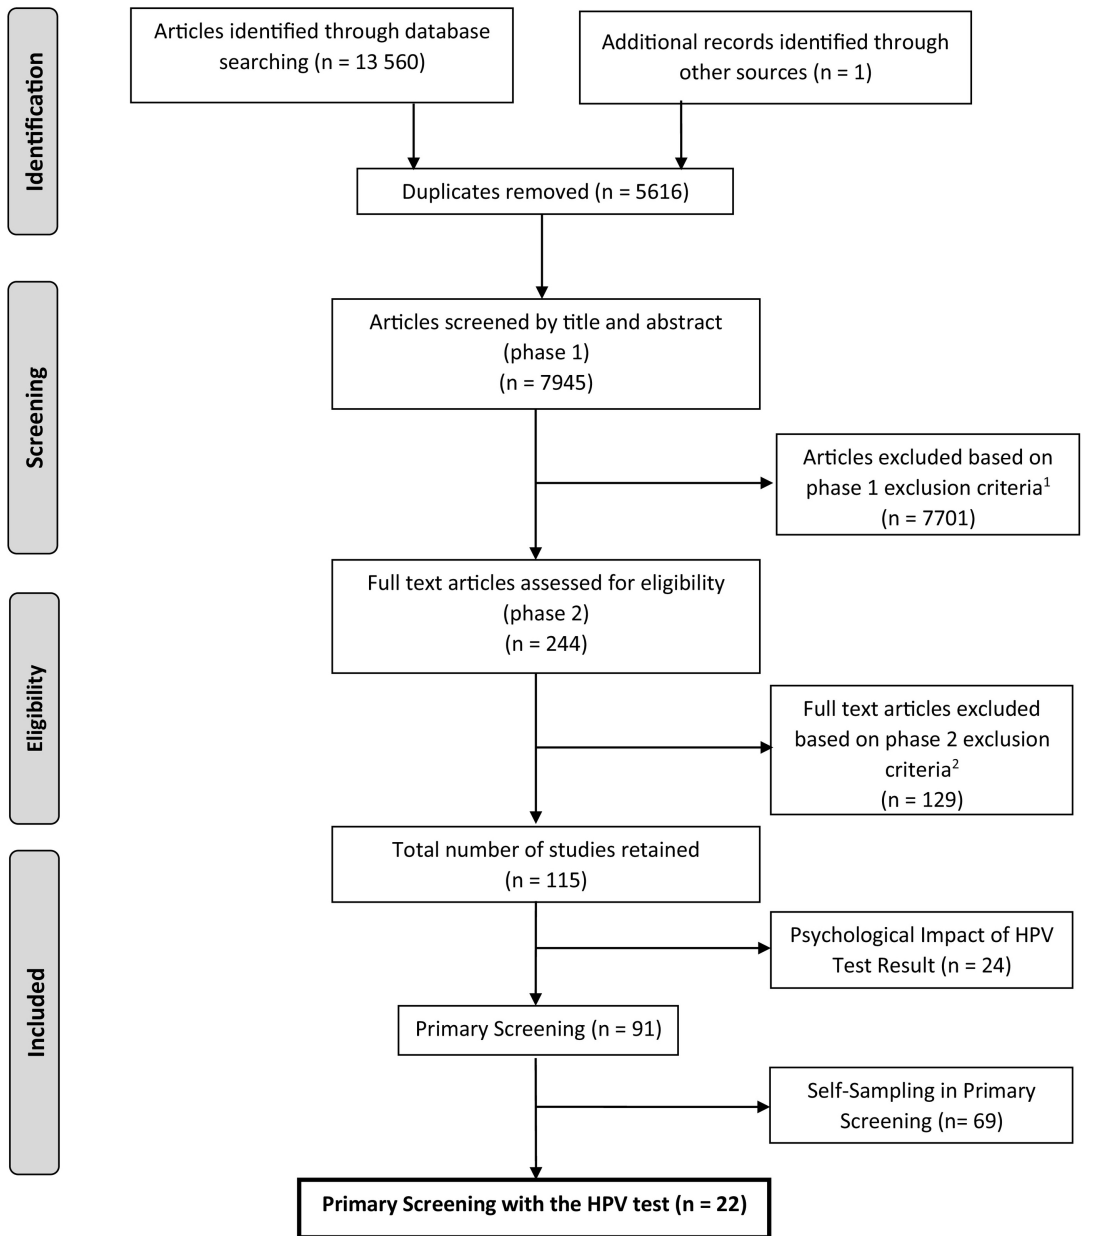 Identification
Articles identified through database
searching (n = 13 560)
Additional records identified through
other sources (n = 1)
Duplicates removed (n = 5616)
Screening
Articles screened by title and abstract
(phase 1)
(n = 7945)
Articles excluded based on
phase 1 exclusion criteria¹
(n = 7701)
Eligibility
Full text articles assessed for eligibility
(phase 2)
(n = 244)
Full text articles excluded
based on phase 2 exclusion
criteria²
(n = 129)
Included
Total number of studies retained
(n = 115)
Psychological Impact of HPV
Test Result (n = 24)
Primary Screening (n = 91)
Self-Sampling in Primary
Screening (n= 69)
Primary Screening with the HPV test (n = 22)